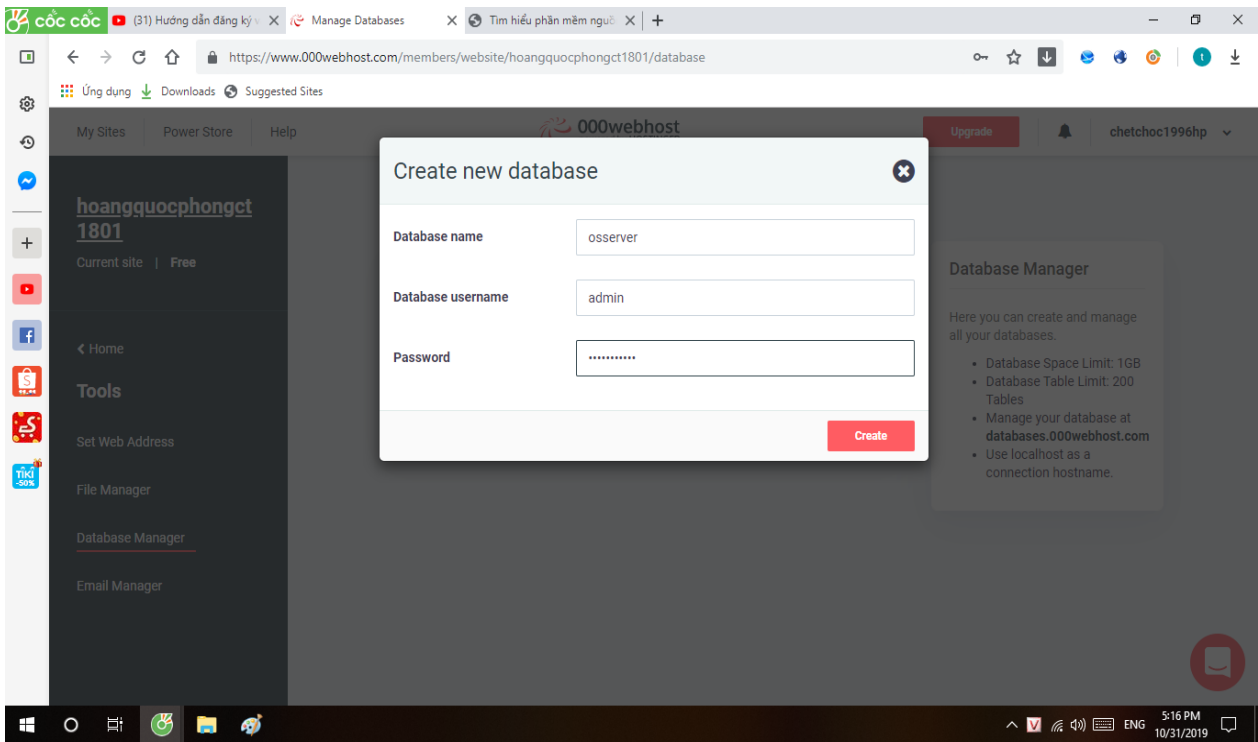 cốc cốc
(31) Hướng dẫn đăng ký v
Manage Databases
Tìm hiểu phần mềm nguồ
https://www.000webhost.com/members/website/hoangquocphongct1801/database
t
Ứng dụng
Downloads
Suggested Sites
My Sites
Power Store
Help
000webhost
Upgrade
chetchoc1996hp
hoangquocphongct
1801
Current site | Free
Home
Tools
Set Web Address
File Manager
Database Manager
Email Manager
Create new database
Database name
osserver
Database username
admin
Password
•••••••••••
Create
Database Manager
Here you can create and manage
all your databases.
• Database Space Limit: 1GB
• Database Table Limit: 200
Tables
• Manage your database at
databases.000webhost.com
• Use localhost as a
connection hostname.
TIKI
-50%
V
ENG
5:16 PM
10/31/2019